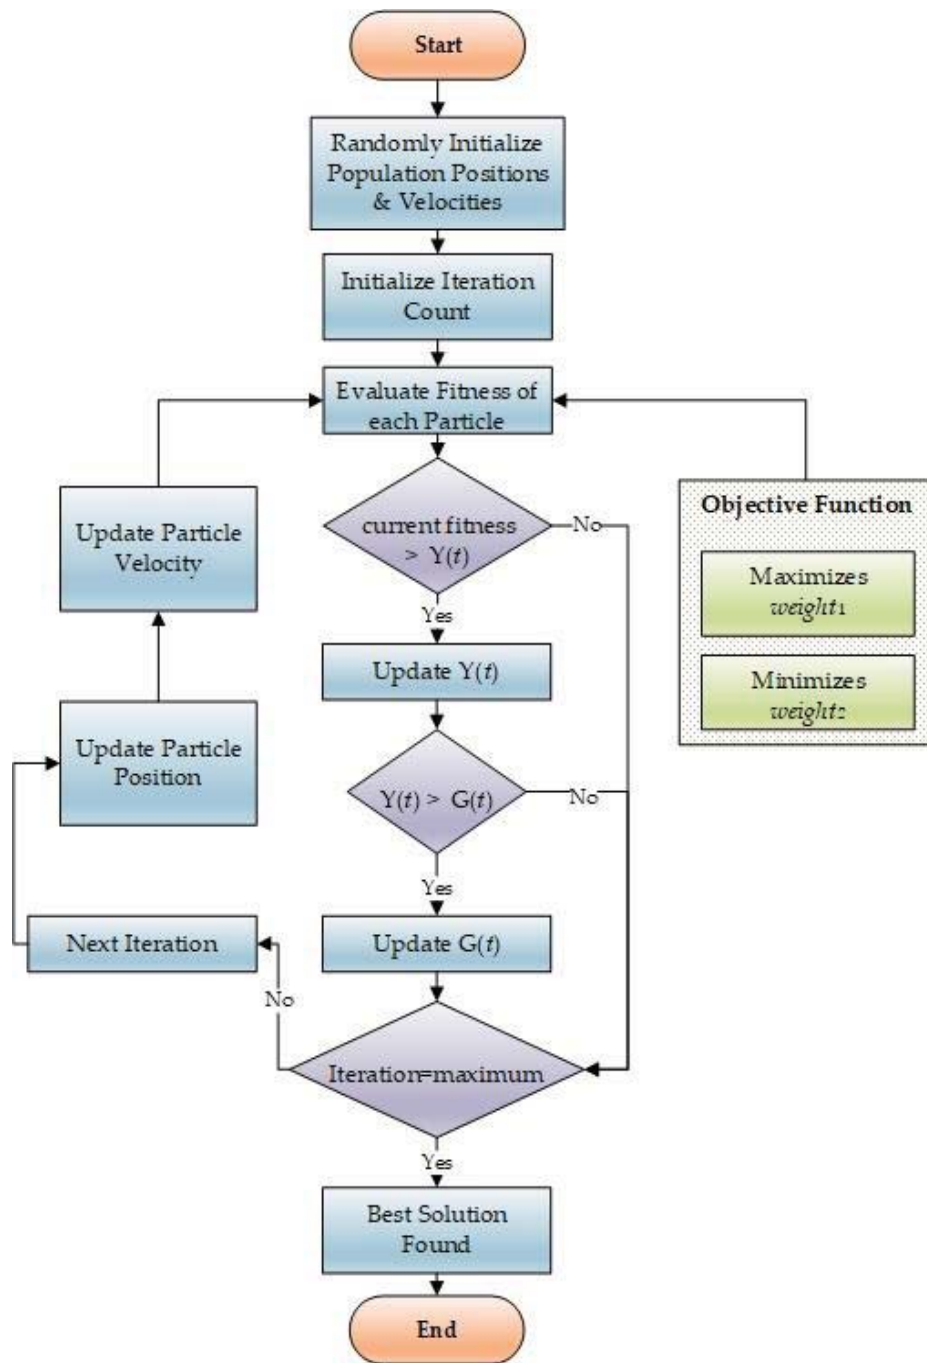 Start
Randomly Initialize
Population Positions
& Velocities
Initialize Iteration
Count
Evaluate Fitness of
each Particle
Update Particle
Velocity
current fitness
> Y(t)
No
Objective Function
Maximizes
weight1
Minimizes
weight2
Yes
Update Y(t)
Update Particle
Position
Y(t) > G(t)
No
Yes
Next Iteration
Update G(t)
No
Iteration=maximum
Yes
Best Solution
Found
End